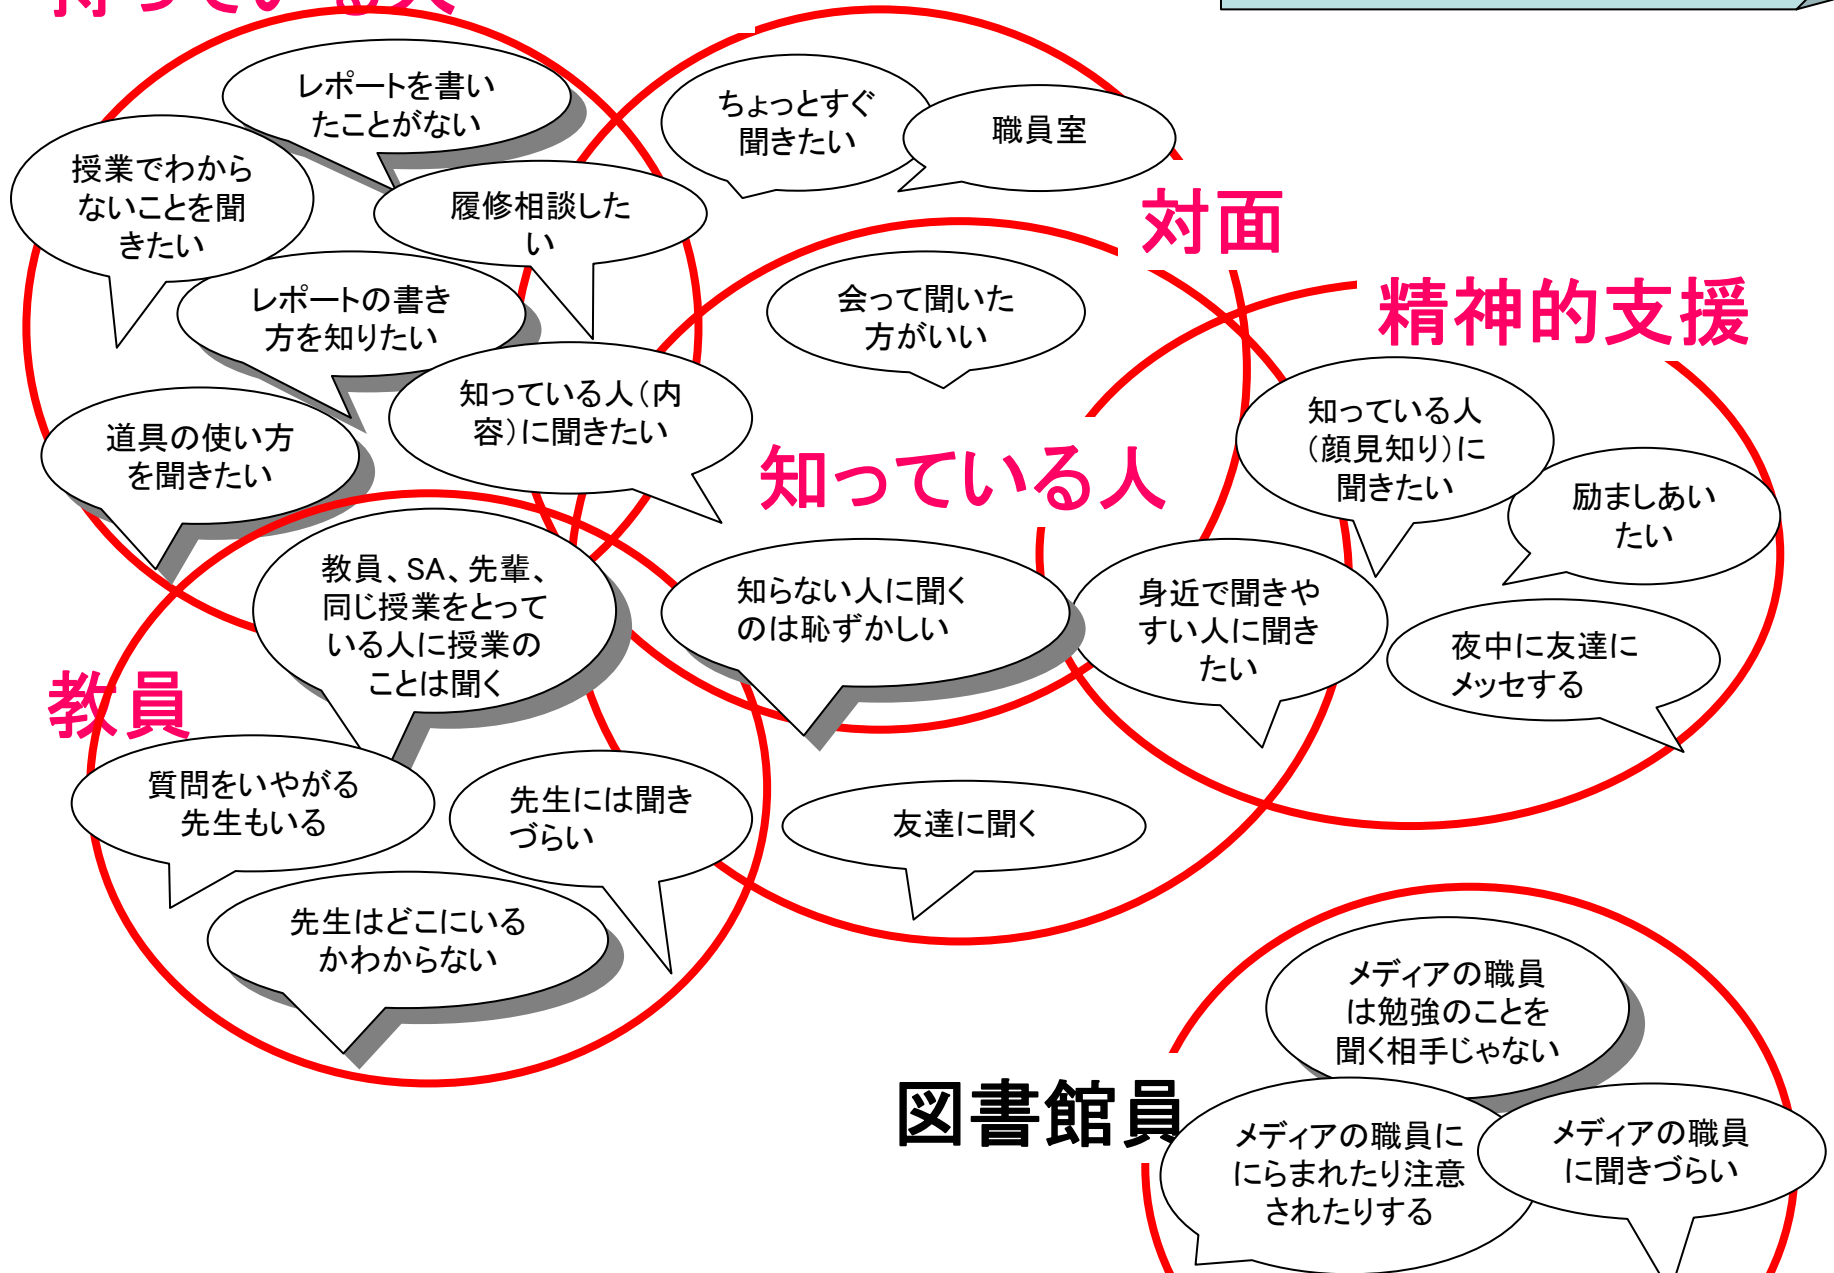 持っている人
レポートを書い
たことがない
ちょっとすぐ
聞きたい
職員室
授業でわから
ないことを聞
きたい
履修相談した
い
対面
レポートの書き
方を知りたい
会って聞いた
方がいい
精神的支援
知っている人(内
容)に聞きたい
知っている人
(顔見知り)に
聞きたい
道具の使い方
を聞きたい
知っている人
励ましあい
たい
教員、SA、先輩、
同じ授業をとって
いる人に授業の
ことは聞く
知らない人に聞く
のは恥ずかしい
身近で聞きや
すい人に聞き
たい
夜中に友達に
メッセする
教員
質問をいやがる
先生もいる
先生には聞き
づらい
友達に聞く
先生はどこにいる
かわからない
メディアの職員
は勉強のことを
聞く相手じゃない
図書館員
メディアの職員に
にらまれたり注意
されたりする
メディアの職員
に聞きづらい